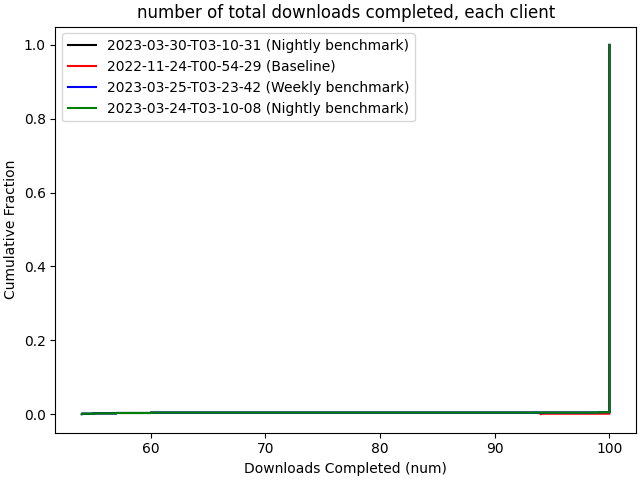 number of total downloads completed, each client
2023-03-30-T03-10-31 (Nightly benchmark)
2022-11-24-T00-54-29 (Baseline)
2023-03-25-T03-23-42 (Weekly benchmark)
2023-03-24-T03-10-08 (Nightly benchmark)
Cumulative Fraction
1.0
0.8
0.6
0.4
0.2
0.0
60 70 80 90 100
Downloads Completed (num)